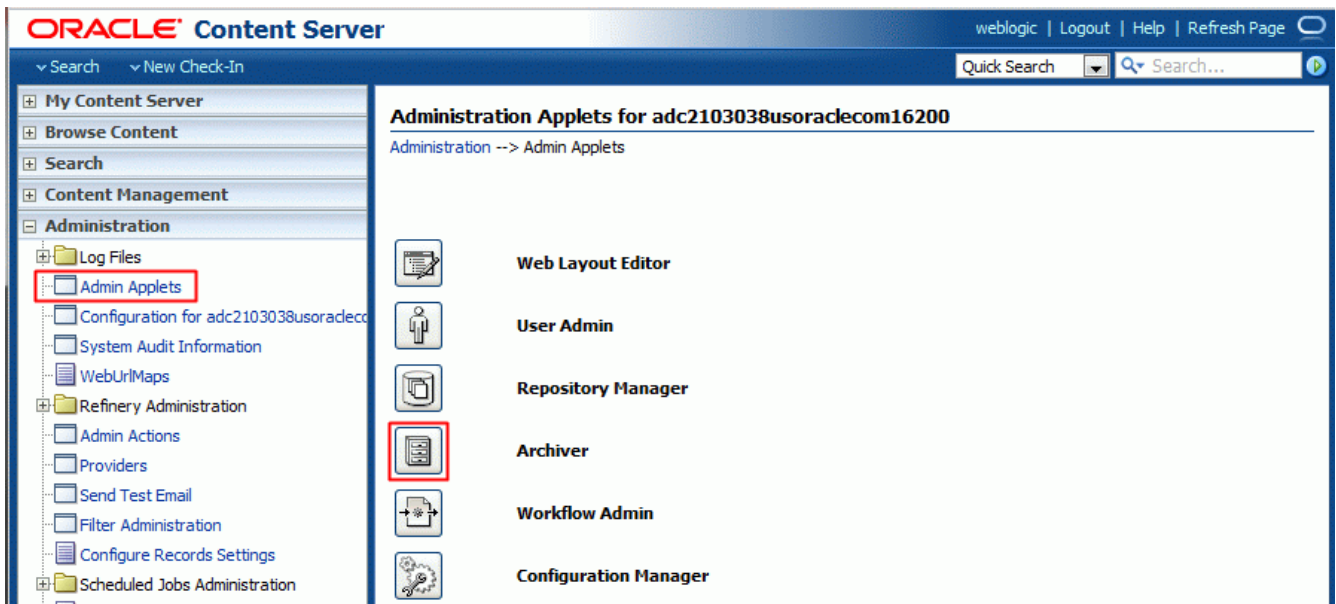 ORACLE Content Server
weblogic | Logout | Help | Refresh Page
Search New Check-In
Quick Search Search...
My Content Server
Browse Content
Search
Content Management
Administration
Log Files
Admin Applets
Configuration for adc2103038usoracleco
System Audit Information
WebUrlMaps
Refinery Administration
Admin Actions
Providers
Send Test Email
Filter Administration
Configure Records Settings
Scheduled Jobs Administration
Administration Applets for adc2103038usoraclecom16200
Administration --> Admin Applets
Web Layout Editor
User Admin
Repository Manager
Archiver
Workflow Admin
Configuration Manager